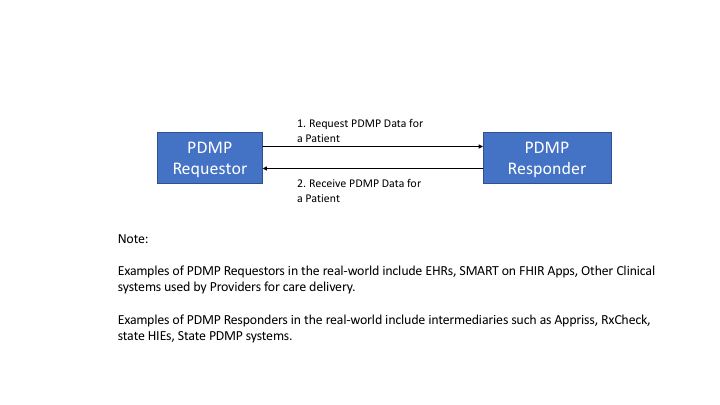 1. Request PDMP Data for
a Patient
PDMP
Requestor
PDMP
Responder
2. Receive PDMP Data for
a Patient
Note:
Examples of PDMP Requestors in the real-world include EHRs, SMART on FHIR Apps, Other Clinical
systems used by Providers for care delivery.
Examples of PDMP Responders in the real-world include intermediaries such as Appriss, RxCheck,
state HIEs, State PDMP systems.